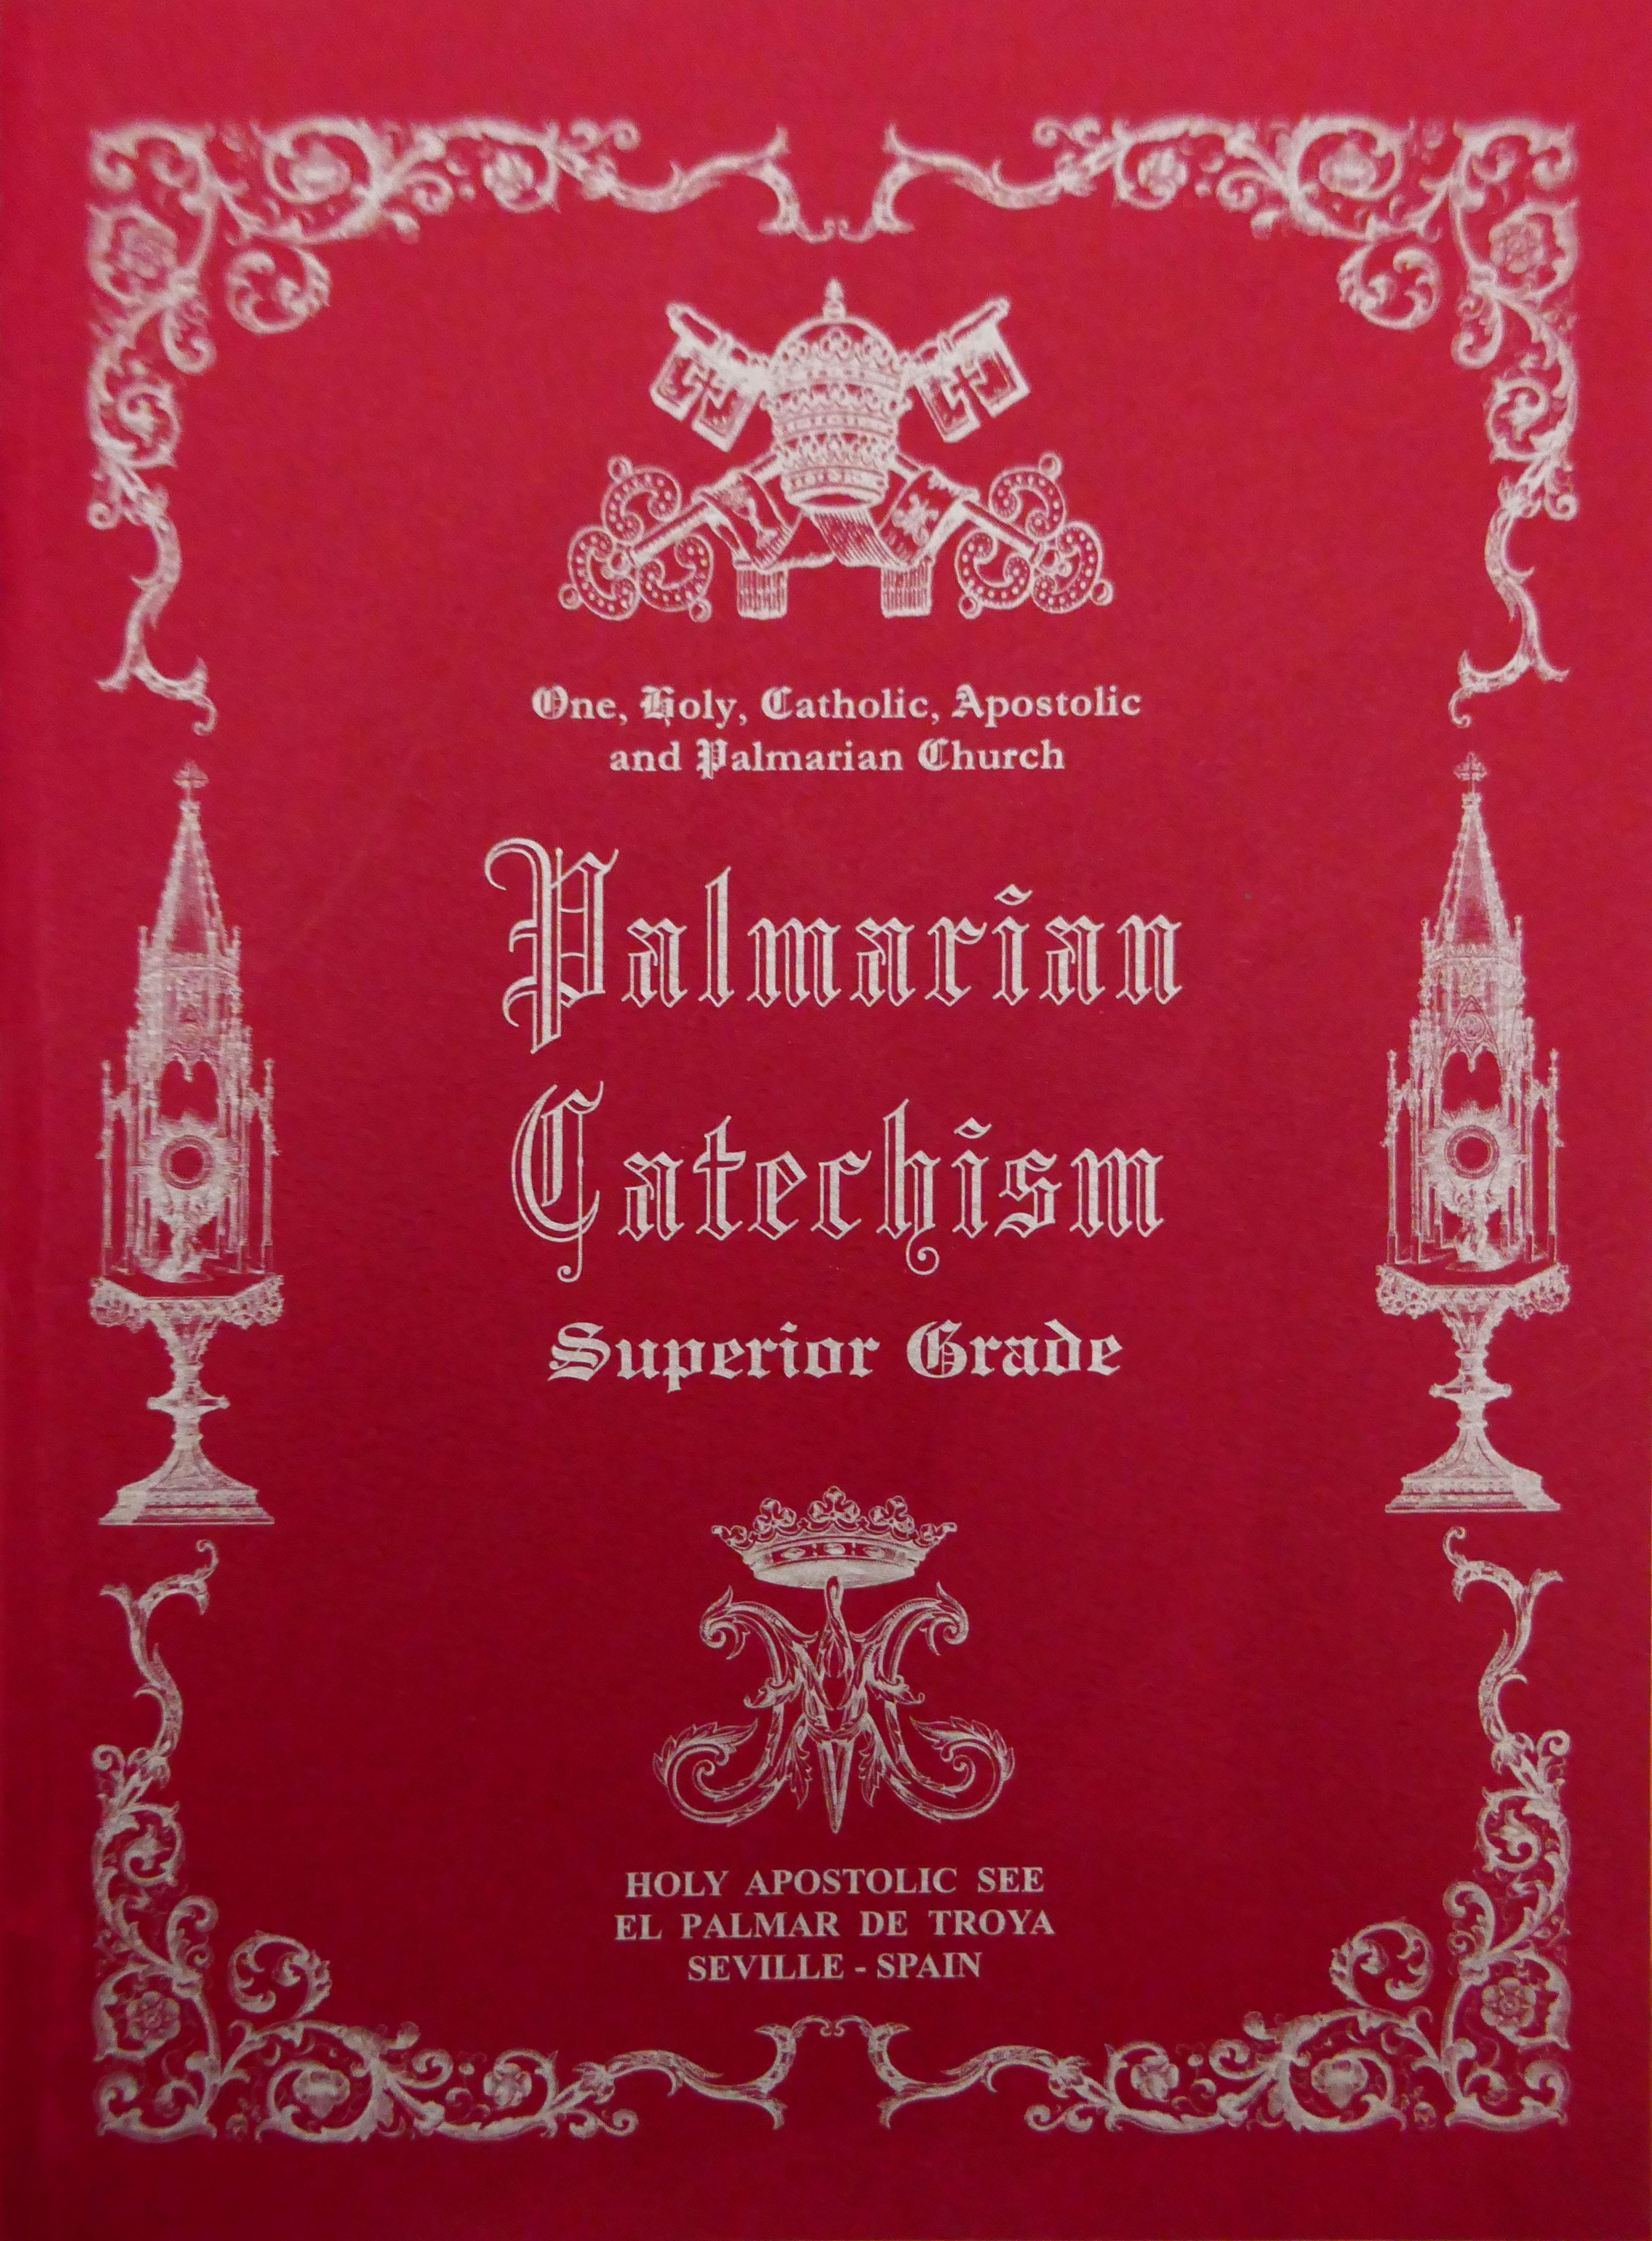 One, Holy, Catholic, Apostolic
and Palmarian Church
Palmarian
Catechism
Superior Grade
HOLY APOSTOLIC SEE
EL PALMAR DE TROYA
SEVILLE - SPAIN